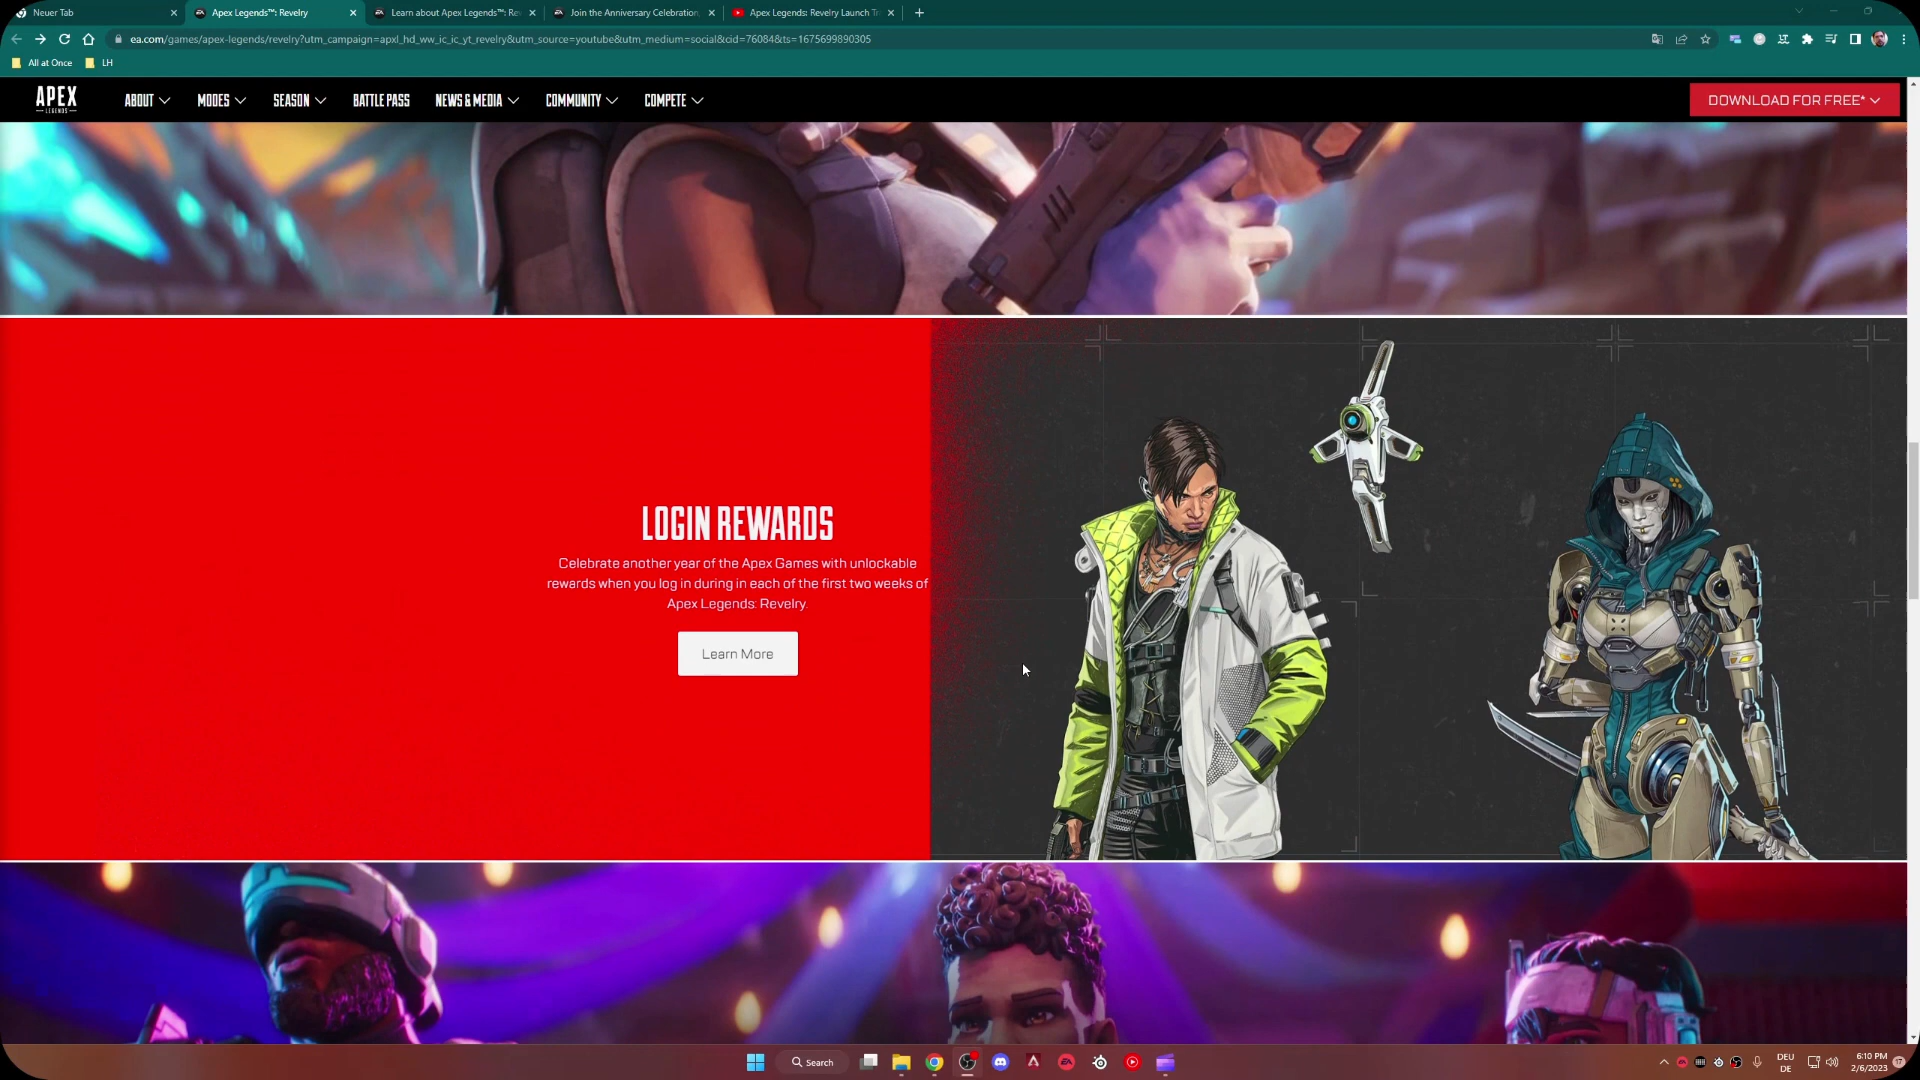 Neuer Tab
Apex Legends™: Revelry
Learn about Apex Legends™: Re
Join the Anniversary Celebration
Apex Legends: Revelry Launch Tr
ea.com/games/apex-legends/revelry?utm_campaign=apxl_hd_ww_ic_ic_yt_revelry&utm_source=youtube&utm_medium=social&cid=76084&ts=1675699890305
All at Once
LH
APEX
LEGENDS
ABOUT
MODES
SEASON
BATTLE PASS
NEWS & MEDIA
COMMUNITY
COMPETE
DOWNLOAD FOR FREE*
LOGIN REWARDS
Celebrate another year of the Apex Games with unlockable
rewards when you log in during in each of the first two weeks of
Apex Legends: Revelry.
Learn More
Search
DEU
DE
6:10 PM
2/6/2023
17